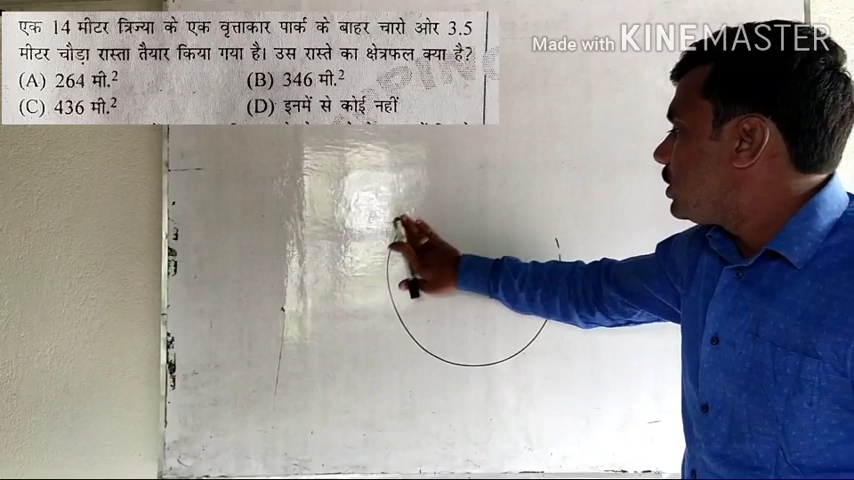 एक 14 मीटर त्रिज्या के एक वृत्ताकार पार्क के बाहर चारो ओर 3.5
मीटर चौड़ा रास्ता तैयार किया गया है। उस रास्ते का क्षेत्रफल क्या है?
(A) 264 मी.² (B) 346 मी.²
(C) 436 मी.² (D) इनमें से कोई नहीं
Made with KINEMASTER